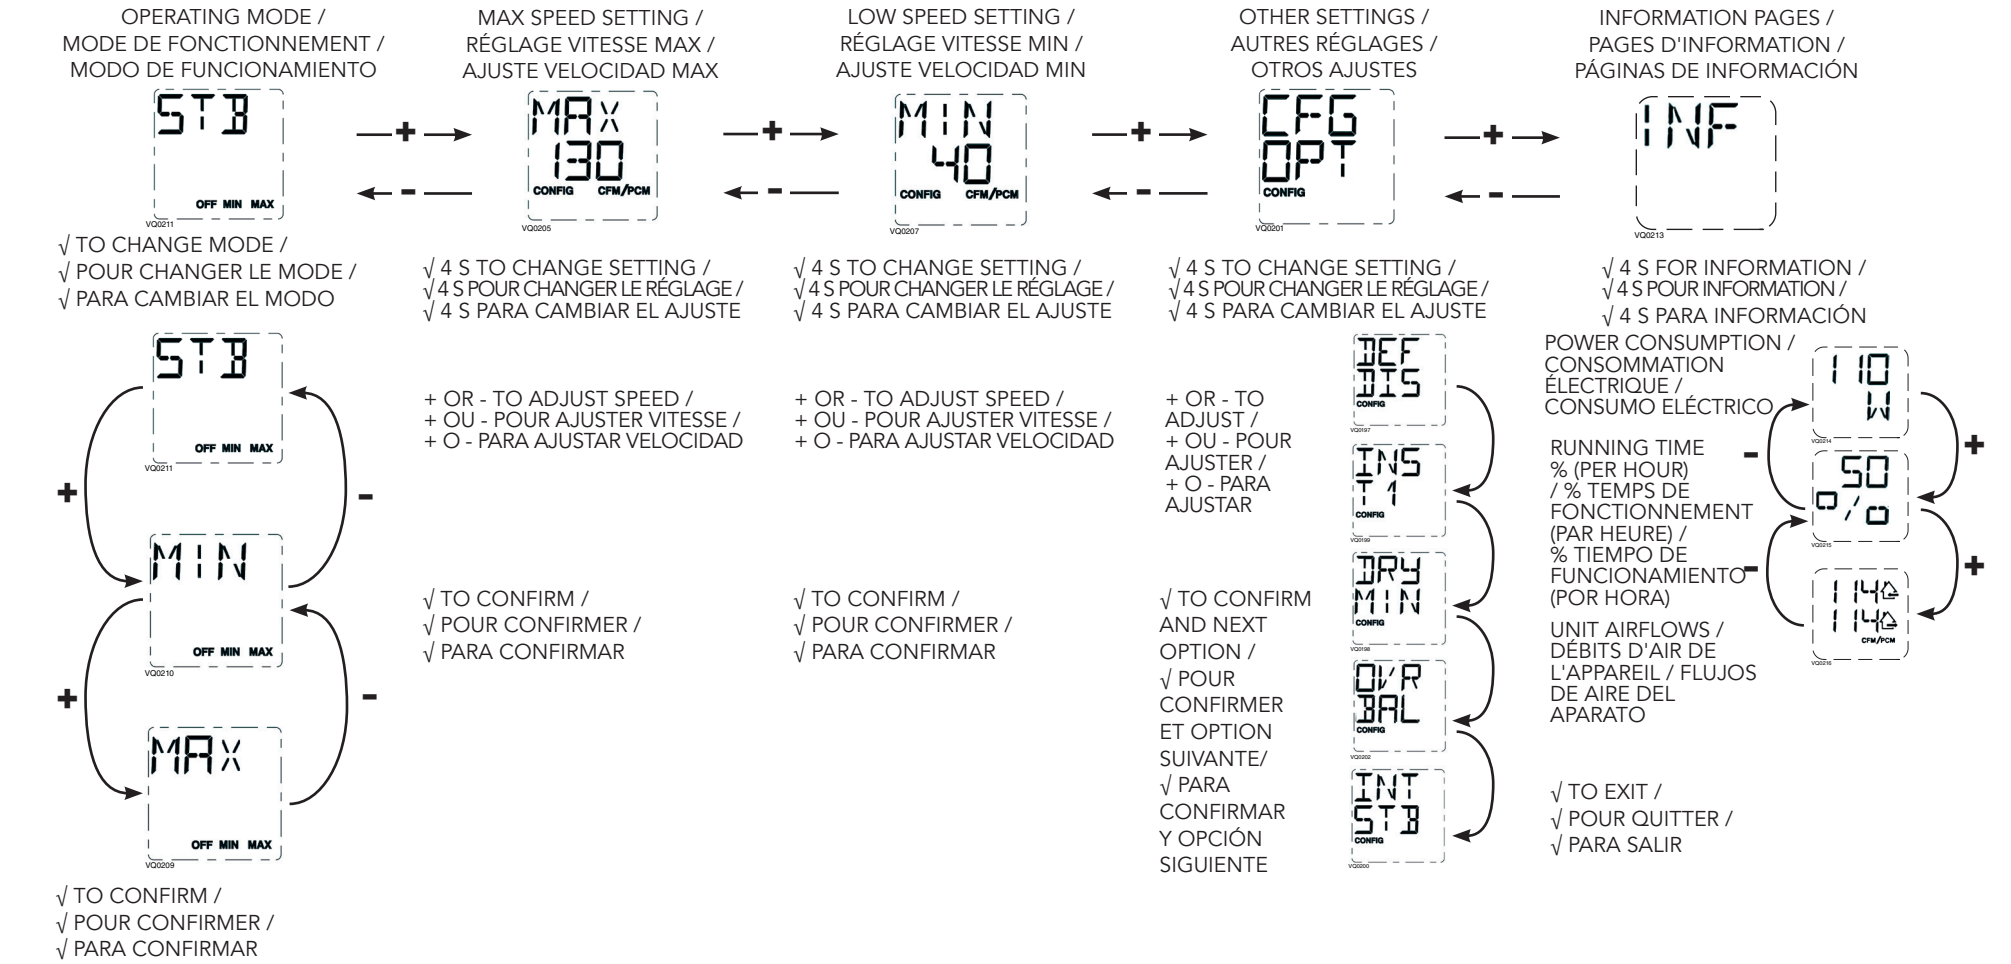 OPERATING MODE /
MODE DE FONCTIONNEMENT /
MODO DE FUNCIONAMIENTO
STB
OFF MIN MAX
VQ0211
√ TO CHANGE MODE /
√ POUR CHANGER LE MODE /
√ PARA CAMBIAR EL MODO
STB
OFF MIN MAX
VQ0211
+
-
MIN
OFF MIN MAX
VQ0210
+
-
MAX
OFF MIN MAX
VQ0209
√ TO CONFIRM /
√ POUR CONFIRMER /
√ PARA CONFIRMAR
+
-
MAX SPEED SETTING /
RÉGLAGE VITESSE MAX /
AJUSTE VELOCIDAD MAX
MAX
130
CONFIG CFM/PCM
VQ0205
√ 4 S TO CHANGE SETTING /
√ 4 S POUR CHANGER LE RÉGLAGE /
√ 4 S PARA CAMBIAR EL AJUSTE
+ OR - TO ADJUST SPEED /
+ OU - POUR AJUSTER VITESSE /
+ O - PARA AJUSTAR VELOCIDAD
√ TO CONFIRM /
√ POUR CONFIRMER /
√ PARA CONFIRMAR
+
-
LOW SPEED SETTING /
RÉGLAGE VITESSE MIN /
AJUSTE VELOCIDAD MIN
MIN
40
CONFIG CFM/PCM
VQ0207
√ 4 S TO CHANGE SETTING /
√ 4 S POUR CHANGER LE RÉGLAGE /
√ 4 S PARA CAMBIAR EL AJUSTE
+ OR - TO ADJUST SPEED /
+ OU - POUR AJUSTER VITESSE /
+ O - PARA AJUSTAR VELOCIDAD
√ TO CONFIRM /
√ POUR CONFIRMER /
√ PARA CONFIRMAR
+
-
OTHER SETTINGS /
AUTRES RÉGLAGES /
OTROS AJUSTES
CFG
OPT
CONFIG
VQ0201
√ 4 S TO CHANGE SETTING /
√ 4 S POUR CHANGER LE RÉGLAGE /
√ 4 S PARA CAMBIAR EL AJUSTE
+ OR - TO
ADJUST /
+ OU - POUR
AJUSTER /
+ O - PARA
AJUSTAR
√ TO CONFIRM
AND NEXT
OPTION /
√ POUR
CONFIRMER
ET OPTION
SUIVANTE/
√ PARA
CONFIRMAR
Y OPCIÓN
SIGUIENTE
DEF
DIS
CONFIG
VQ0197
INS
T 1
CONFIG
VQ0199
DRY
MIN
CONFIG
VQ0198
OVR
BAL
CONFIG
VQ0202
INT
STB
CONFIG
VQ0200
+
-
INFORMATION PAGES /
PAGES D'INFORMATION /
PÁGINAS DE INFORMACIÓN
INF
VQ0213
√ 4 S FOR INFORMATION /
√ 4 S POUR INFORMATION /
√ 4 S PARA INFORMACIÓN
POWER CONSUMPTION /
CONSOMMATION
ÉLECTRIQUE /
CONSUMO ELÉCTRICO
110
W
VQ0214
-
+
RUNNING TIME
% (PER HOUR)
/ % TEMPS DE
FONCTIONNEMENT
(PAR HEURE) /
% TIEMPO DE
FUNCIONAMIENTO
(POR HORA)
50
%
VQ0215
-
+
UNIT AIRFLOWS /
DÉBITS D'AIR DE
L'APPAREIL / FLUJOS
DE AIRE DEL
APARATO
114
114
CFM/PCM
VQ0216
√ TO EXIT /
√ POUR QUITTER /
√ PARA SALIR